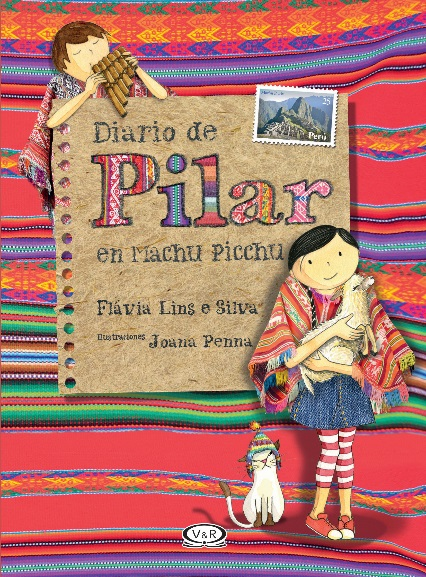 Diario de
Pilar
en Machu Picchu
Flávia Lins e Silva
Ilustraciones Joana Penna
25
Perú
V&R